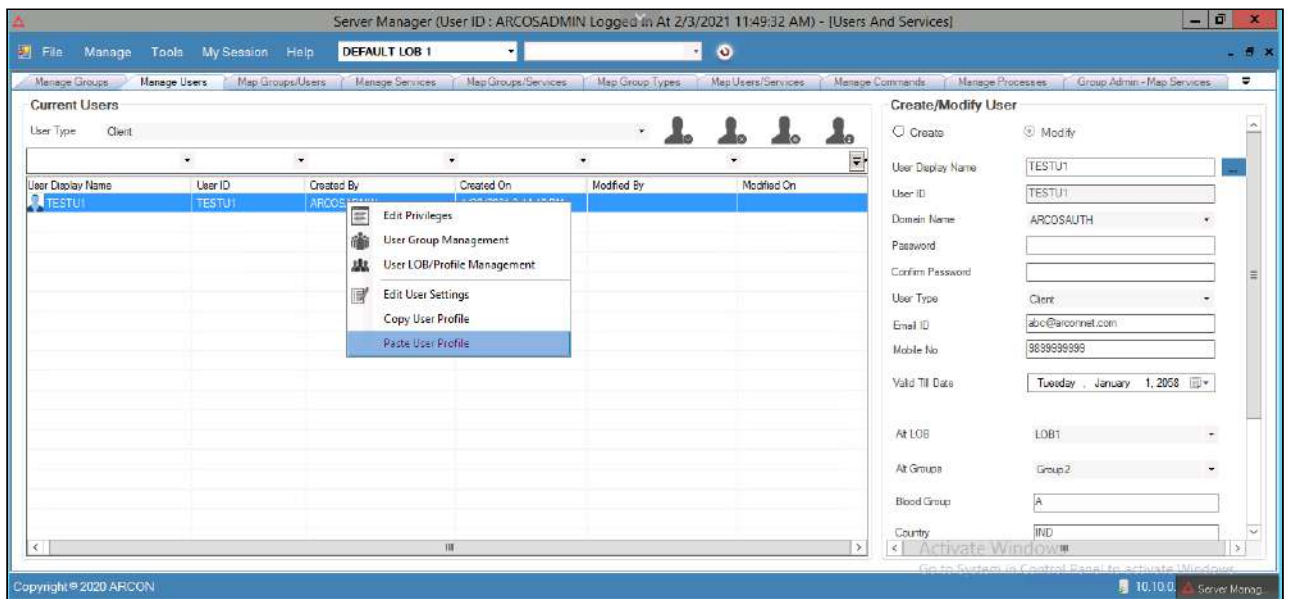 Server Manager (User ID : ARCOSADMIN Logged In At 2/3/2021 11:49:32 AM) - [Users And Services]
File Manage Tools My Session Help DEFAULT LOB 1
Manage Groups Manage Users Map Groups/Users Manage Services Map Groups/Services Map Group Types Map Users/Services Manage Commands Manage Processes Group Admin - Map Services
Current Users
User Type Client
User Display Name User ID Created By Created On Modified By Modified On
TESTU1 TESTU1
Edit Privileges
User Group Management
User LOB/Profile Management
Edit User Settings
Copy User Profile
Paste User Profile
Create/Modify User
Create Modify
User Display Name TESTU1 ...
User ID TESTU1
Domain Name ARCOSAUTH
Password
Confirm Password
User Type Client
Email ID abc@arconnet.com
Mobile No 9899999999
Valid Till Date Tuesday , January 1, 2058
Alt LOB LOB1
Alt Groups Group2
Blood Group A
Country IND
Activate Windows
Go to System in Control Panel to activate Windows.
Copyright © 2020 ARCON
10.10.0. Server Manag...